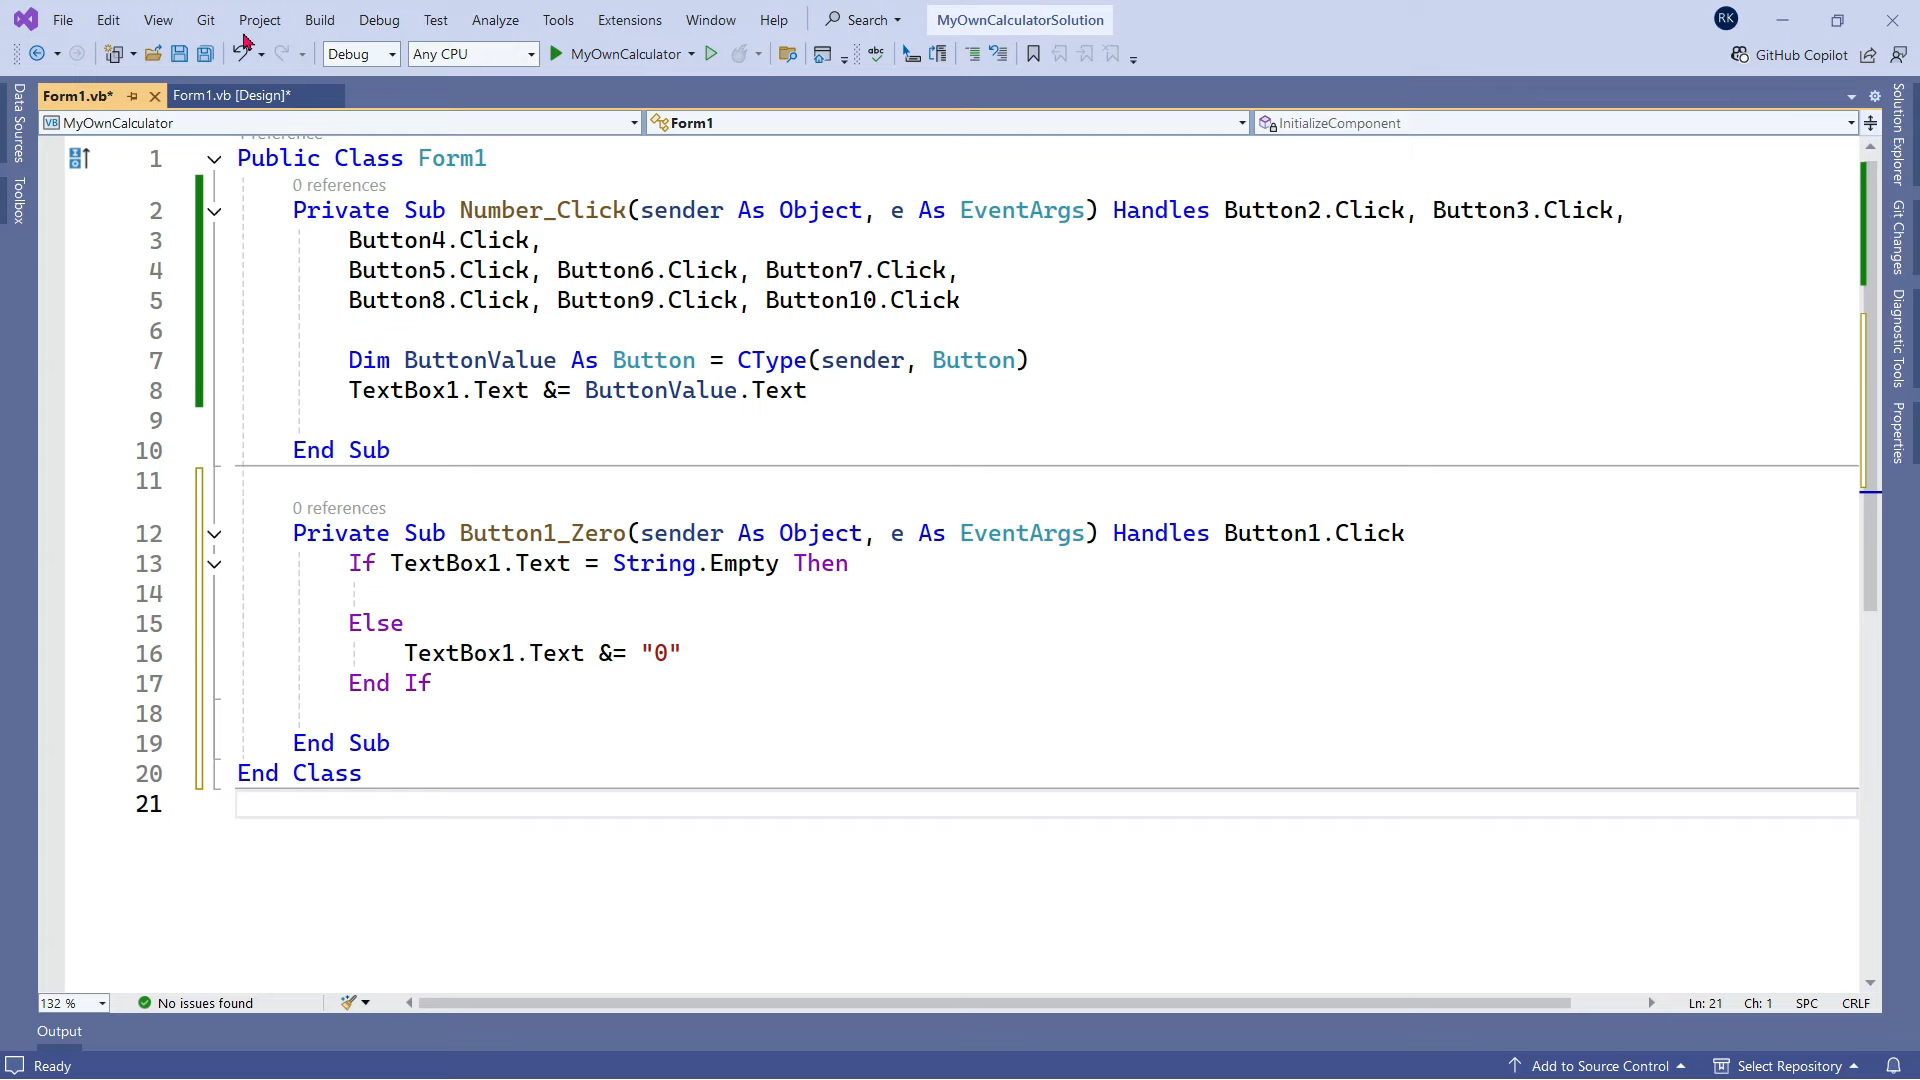 File Edit View Git Project Build Debug Test Analyze Tools Extensions Window Help Search MyOwnCalculatorSolution RK
Debug Any CPU MyOwnCalculator abc GitHub Copilot
Form1.vb* Form1.vb [Design]*
VB MyOwnCalculator Form1 InitializeComponent
1 Public Class Form1
0 references
2 Private Sub Number_Click(sender As Object, e As EventArgs) Handles Button2.Click, Button3.Click,
3 Button4.Click,
4 Button5.Click, Button6.Click, Button7.Click,
5 Button8.Click, Button9.Click, Button10.Click
6
7 Dim ButtonValue As Button = CType(sender, Button)
8 TextBox1.Text &= ButtonValue.Text
9
10 End Sub
11
0 references
12 Private Sub Button1_Zero(sender As Object, e As EventArgs) Handles Button1.Click
13 If TextBox1.Text = String.Empty Then
14
15 Else
16 TextBox1.Text &= "0"
17 End If
18
19 End Sub
20 End Class
21
132 % No issues found Ln: 21 Ch: 1 SPC CRLF
Output
Ready Add to Source Control Select Repository
Data Sources
Toolbox
Solution Explorer
Git Changes
Diagnostic Tools
Properties